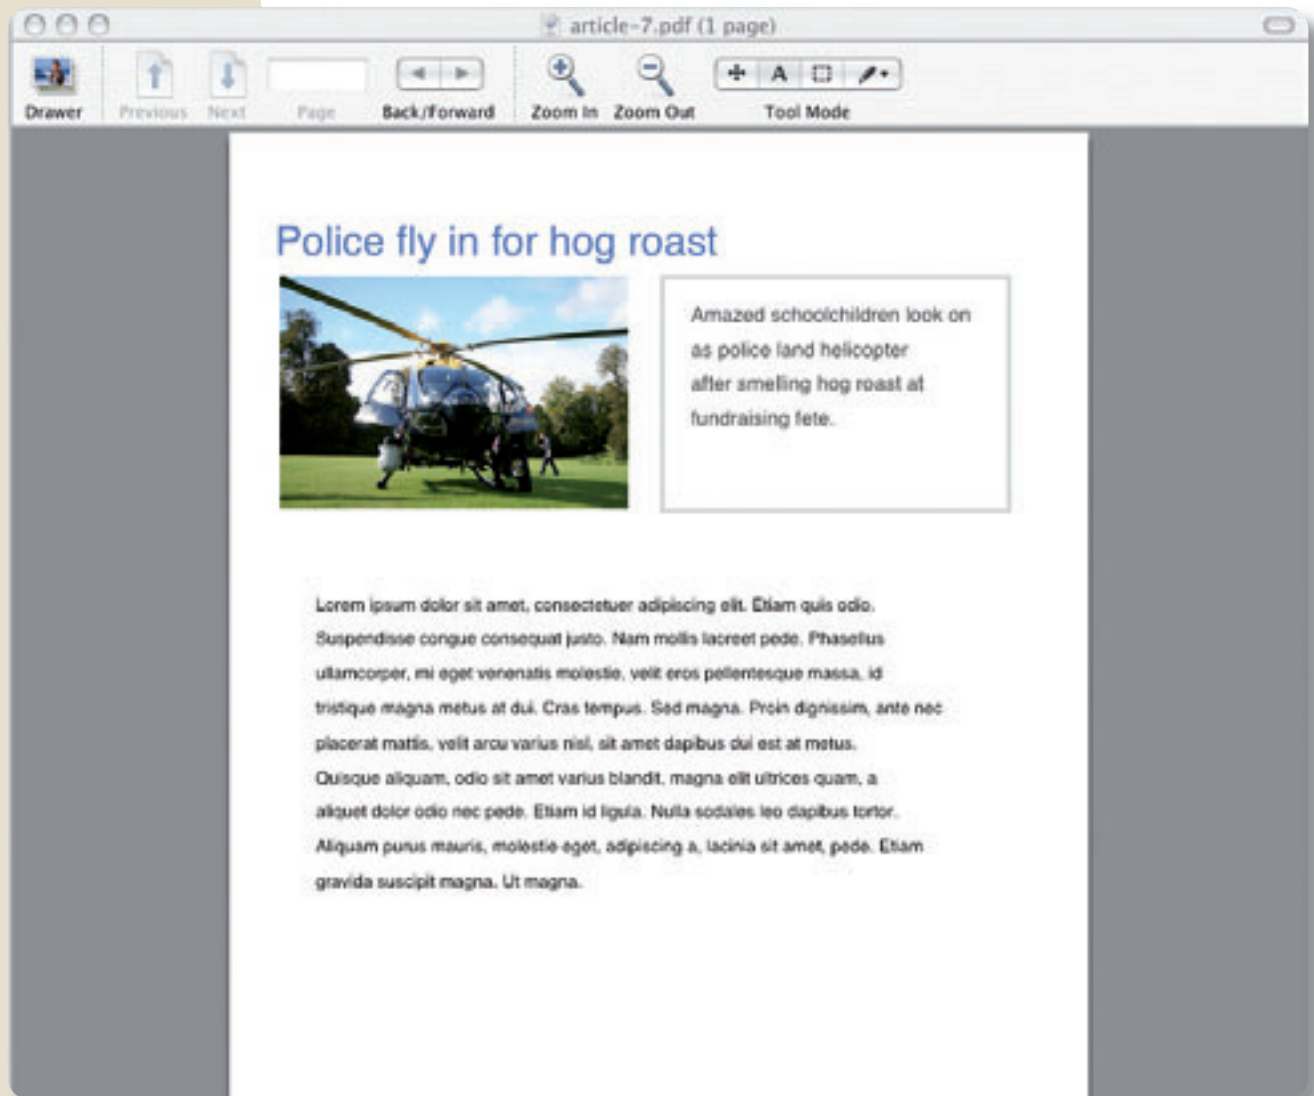 article-7.pdf (1 page)
Drawer
Previous
Next
Page
Back/Forward
Zoom In
Zoom Out
A
Tool Mode
Police fly in for hog roast
Amazed schoolchildren look on
as police land helicopter
after smelling hog roast at
fundraising fete.
Lorem ipsum dolor sit amet, consectetuer adipiscing elit. Etiam quis odio.
Suspendisse congue consequat justo. Nam mollis laoreet pede. Phasellus
ullamcorper, mi eget venenatis molestie, velit eros pellentesque massa, id
tristique magna metus at dui. Cras tempus. Sed magna. Proin dignissim, ante nec
placerat mattis, velit arcu varius nisl, sit amet dapibus dui est at metus.
Quisque aliquam, odio sit amet varius blandit, magna elit ultrices quam, a
aliquet dolor odio nec pede. Etiam id ligula. Nulla sodales leo dapibus tortor.
Aliquam purus mauris, molestie eget, adipiscing a, lacinia sit amet, pede. Etiam
gravida suscipit magna. Ut magna.